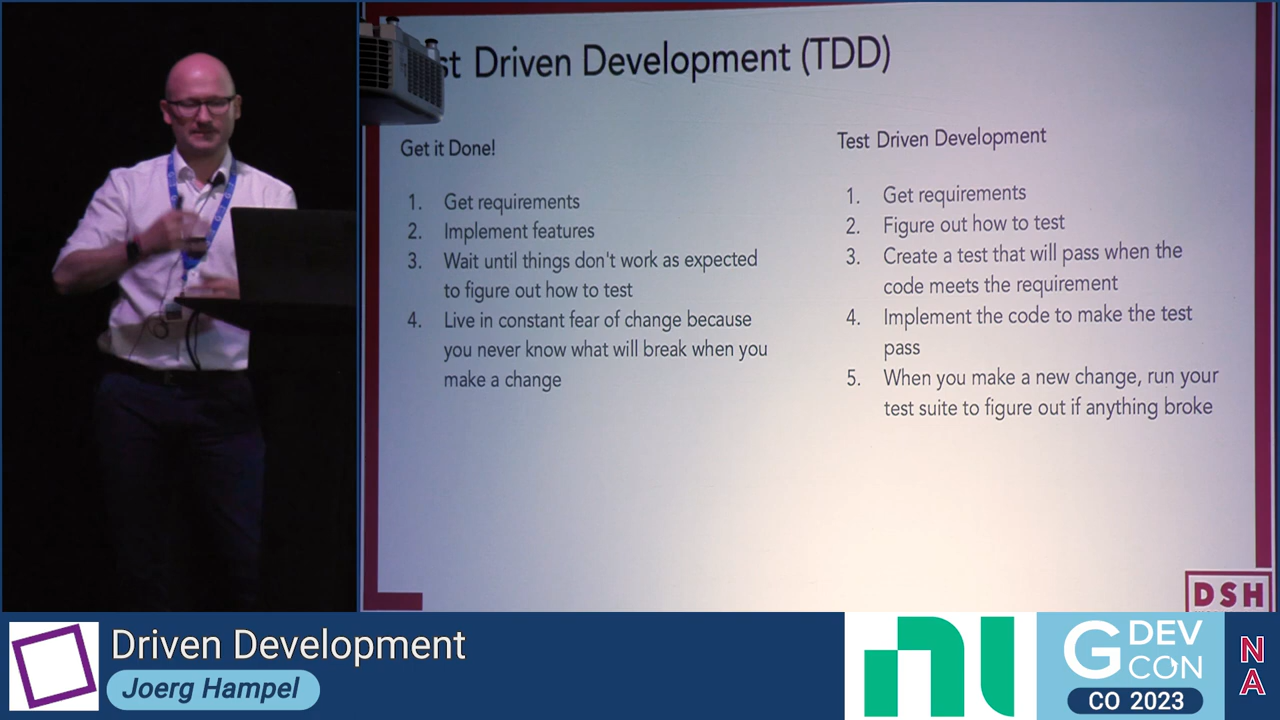 st Driven Development (TDD)
Get it Done!
1. Get requirements
2. Implement features
3. Wait until things don't work as expected
to figure out how to test
4. Live in constant fear of change because
you never know what will break when you
make a change
Test Driven Development
1. Get requirements
2. Figure out how to test
3. Create a test that will pass when the
code meets the requirement
4. Implement the code to make the test
pass
5. When you make a new change, run your
test suite to figure out if anything broke
DSH
Driven Development
Joerg Hampel
ni
G DEV
CON
CO 2023
NA